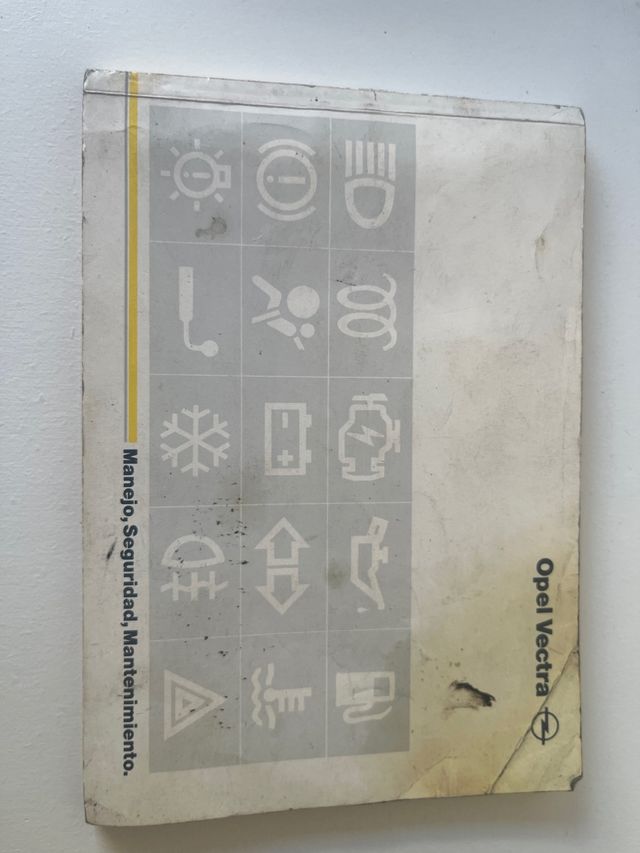 Opel Vectra
Manejo, Seguridad, Mantenimiento.